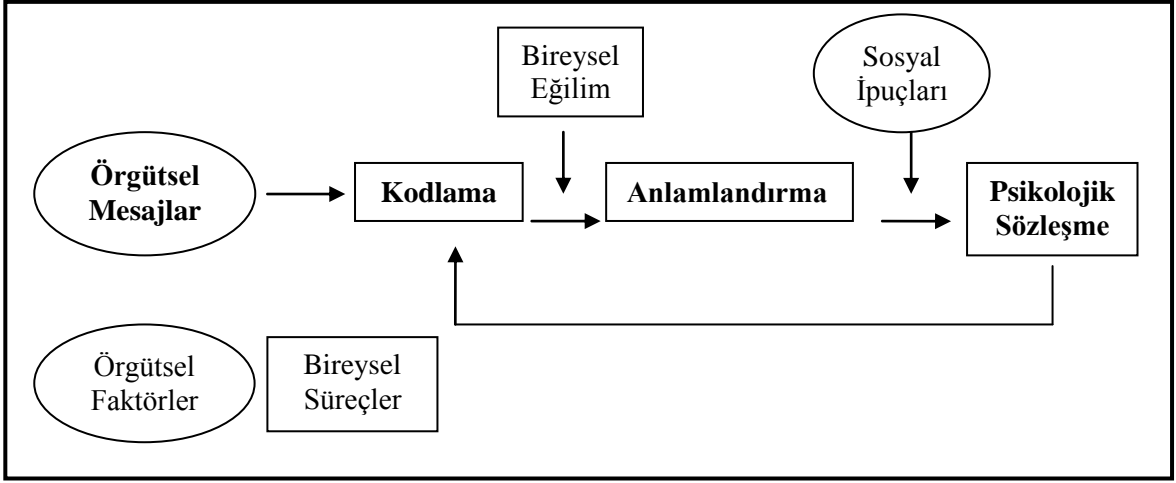 Bireysel
Eğilim
Sosyal
İpuçları
Örgütsel
Mesajlar
Kodlama
Anlamlandırma
Psikolojik
Sözleşme
Örgütsel
Faktörler
Bireysel
Süreçler